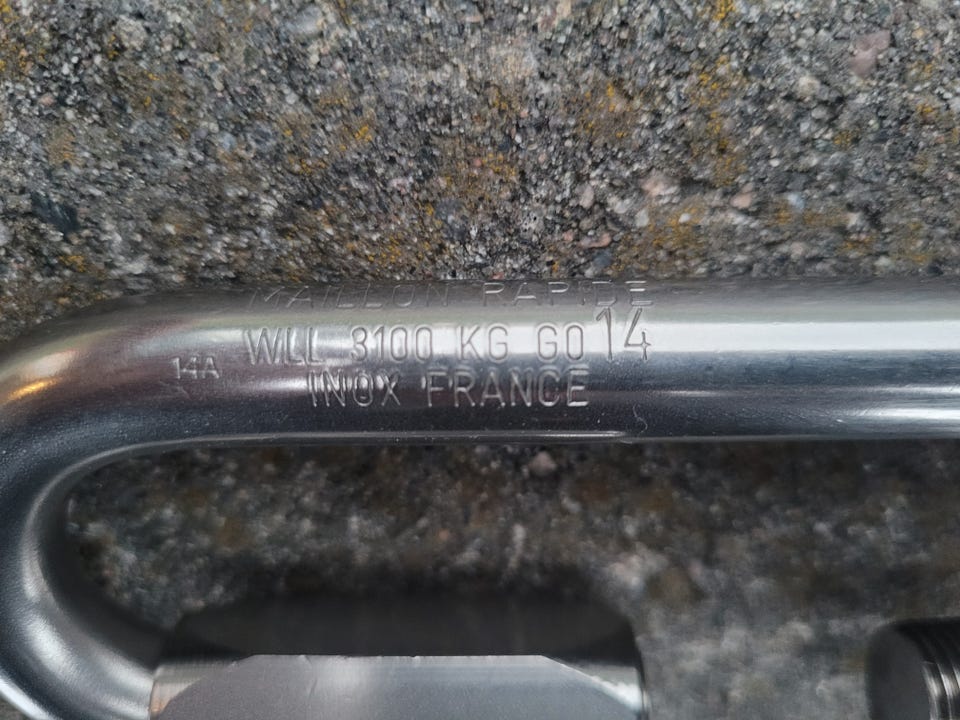 MAILLON RAPIDE
WLL 3100 KG GO 14
14A
INOX FRANCE